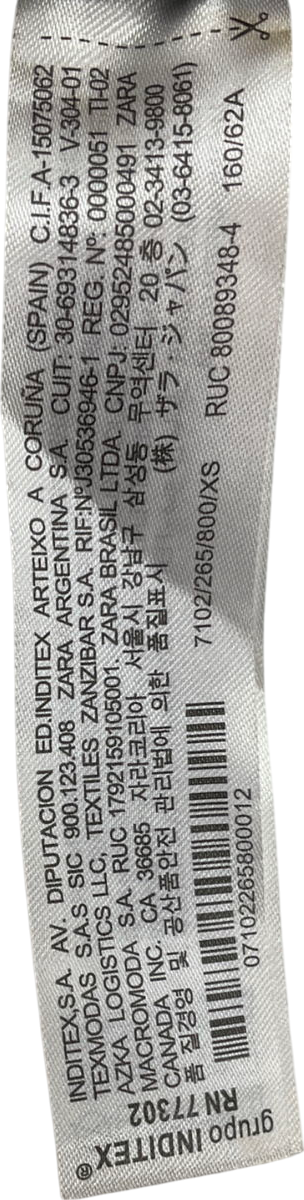 INDITEX,S.A. AV. DIPUTACION ED.INDITEX ARTEIXO A CORUÑA (SPAIN) C.I.F.A-15075062
TEXMODAS S.A.S SIC 900.123.408 ZARA ARGENTINA S.A. CUIT: 30-69314836-3 V-304-01
AZKA LOGISTICS LLC, TEXTILES ZANZIBAR S.A. RIF:NºJ30536946-1 REG. Nº: 0000051 TI-02
MACROMODA S.A. RUC 1792159105001. ZARA BRASIL LTDA. CNPJ: 02952485000491 ZARA
CANADA INC. CA 36685 자라코리아 서울시 강남구 삼성동 무역센터 20 층 02-3413-9800
품 질경영 및 공산품안전 관리법에 의한 품질표시 (株) ザラ・ジャパン (03-6415-8061)
7102/265/800/XS RUC 80089348-4 160/62A
07102265800012
grupo INDITEX®
RN 77302